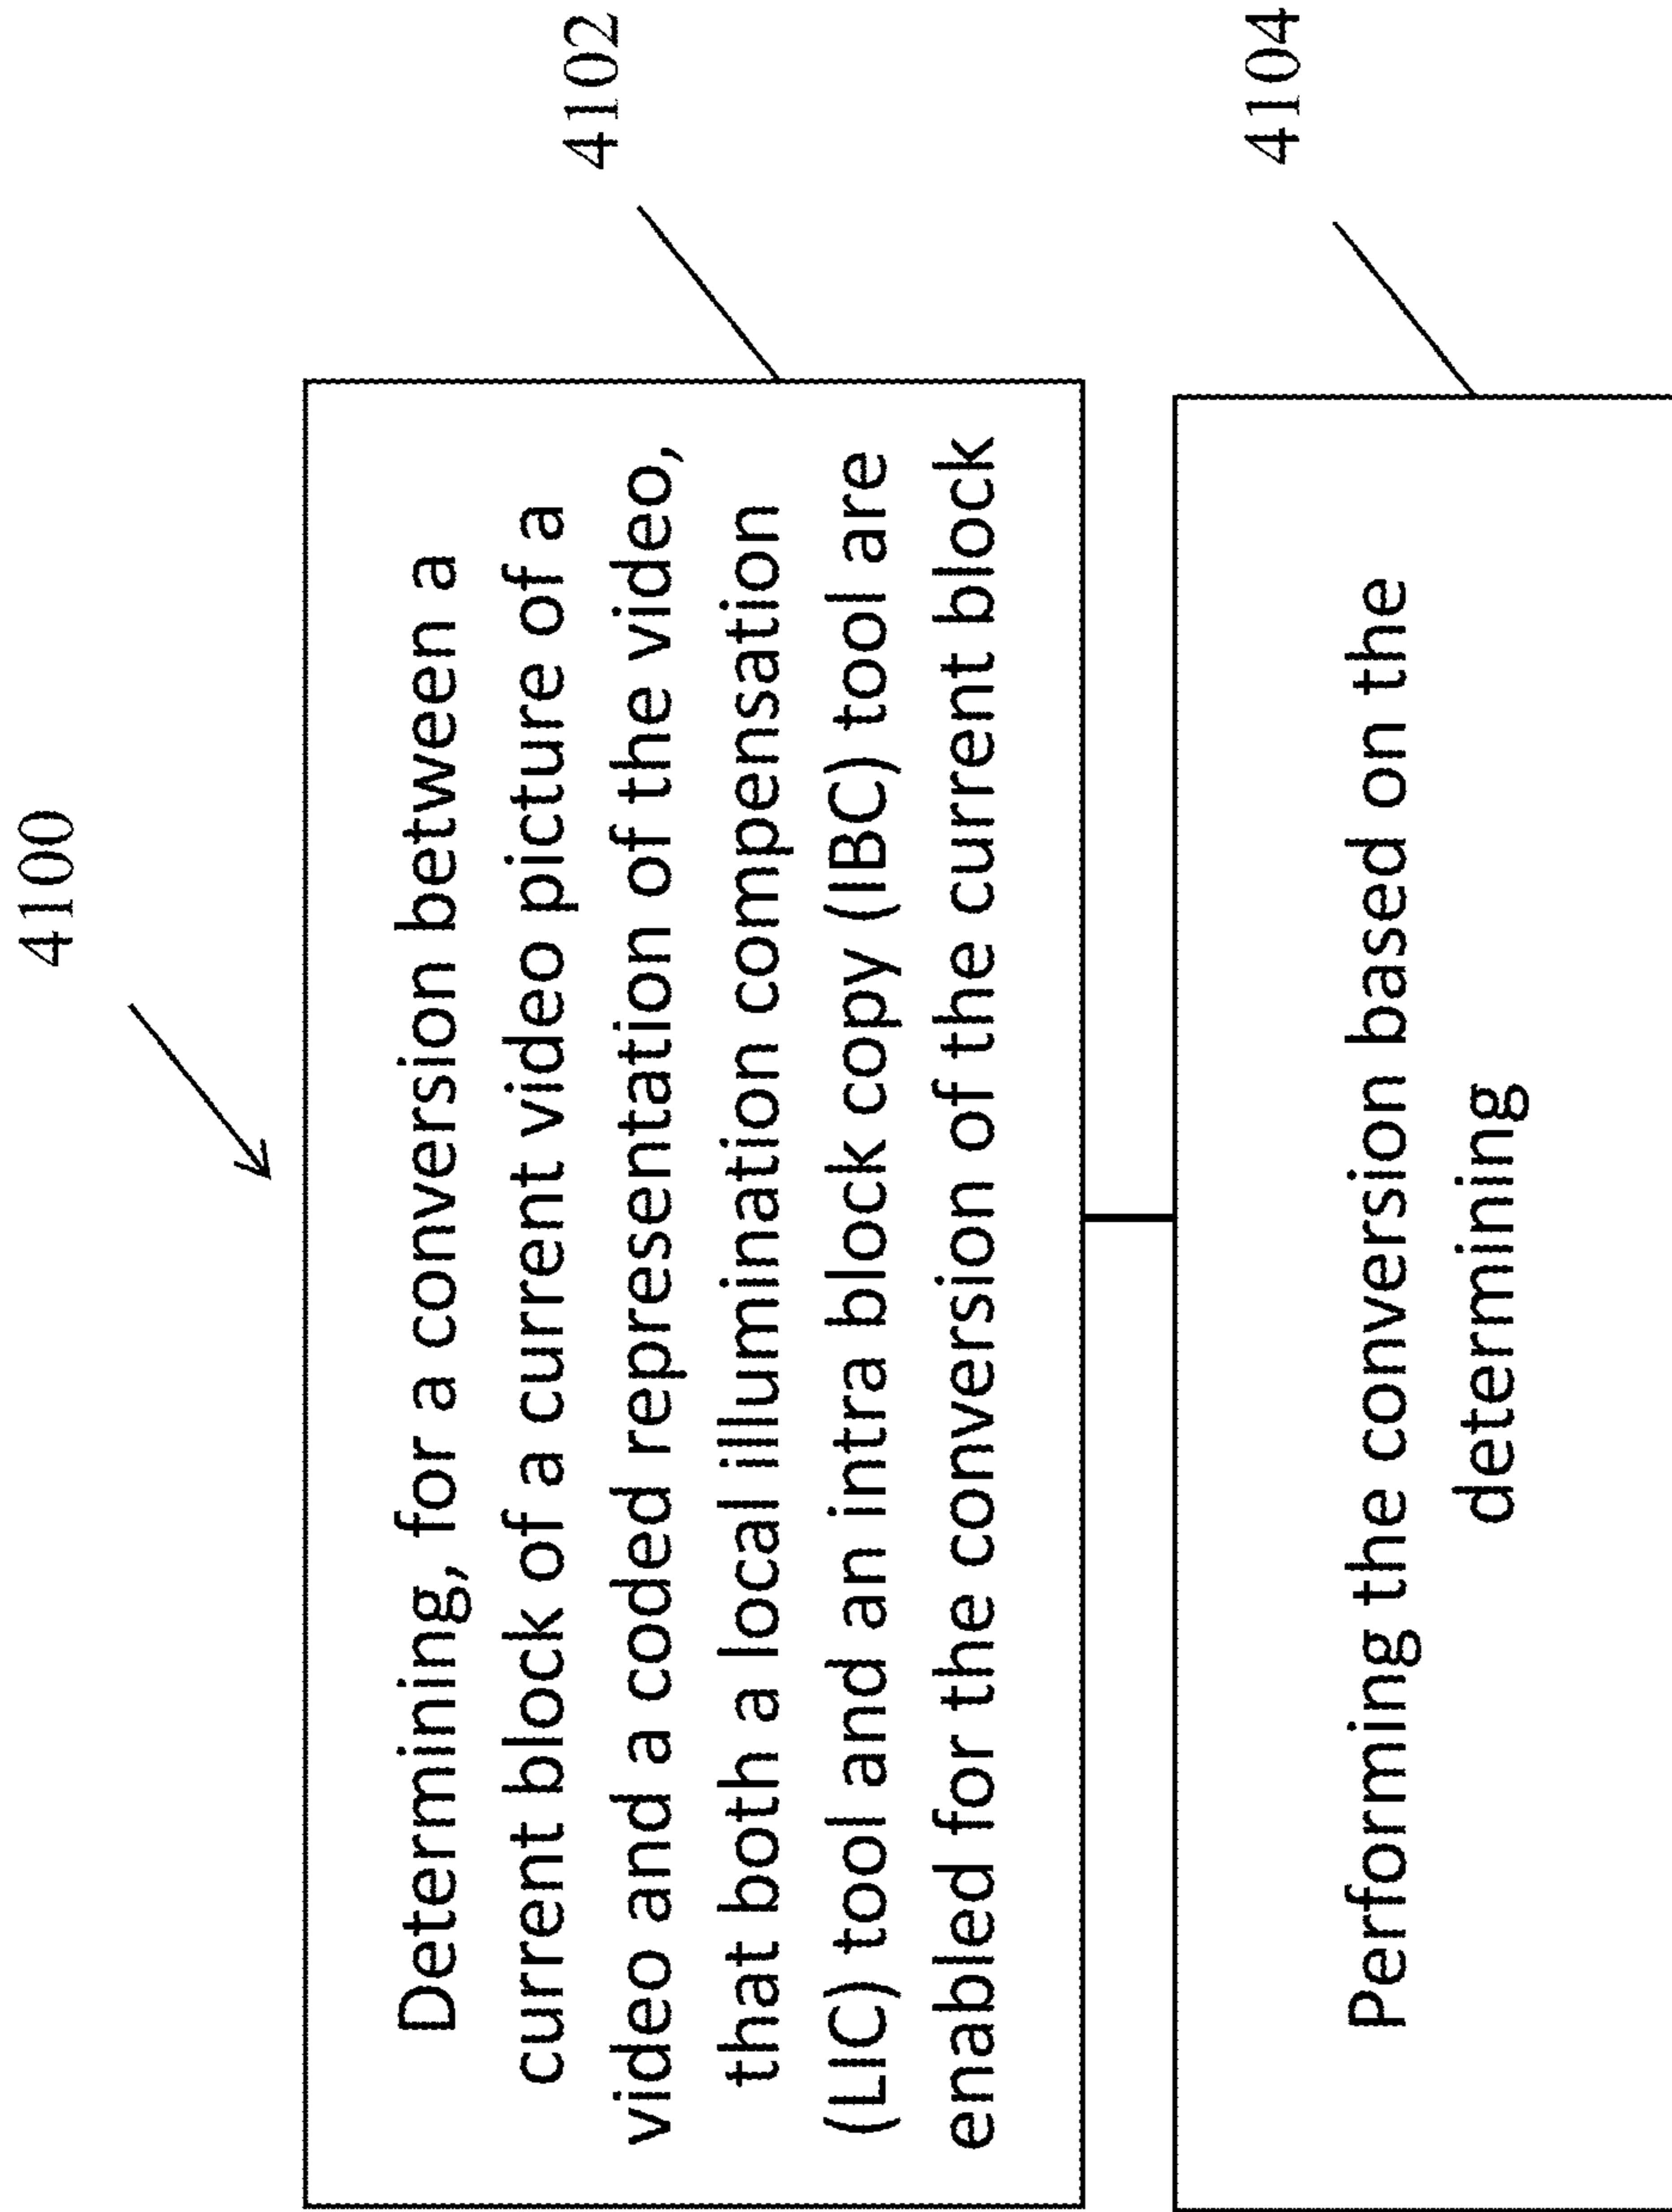 4100
Determining, for a conversion between a
current block of a current video picture of a
video and a coded representation of the video,
that both a local illumination compensation
(LIC) tool and an intra block copy (IBC) tool are
enabled for the conversion of the current block
4102
Performing the conversion based on the
determining
4104